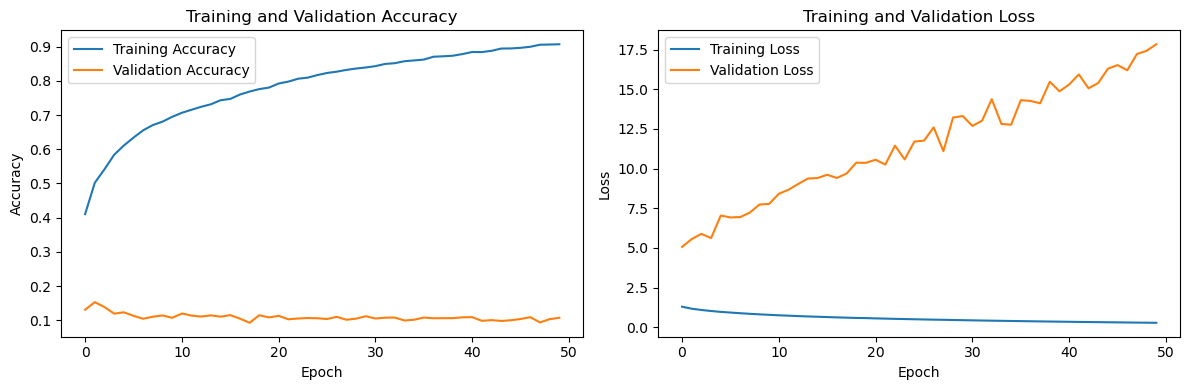 Training and Validation Accuracy
Training Accuracy
Validation Accuracy
Accuracy
0.9
0.8
0.7
0.6
0.5
0.4
0.3
0.2
0.1
0 10 20 30 40 50
Epoch
Training and Validation Loss
Training Loss
Validation Loss
Loss
17.5
15.0
12.5
10.0
7.5
5.0
2.5
0.0
0 10 20 30 40 50
Epoch